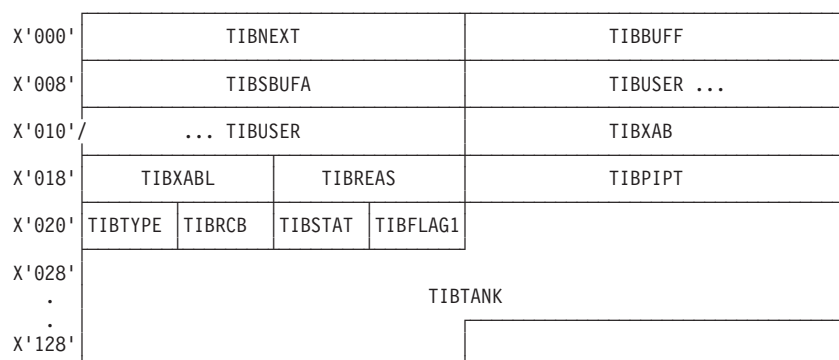 X'000' TIBNEXT TIBBUFF
X'008' TIBSBUFA TIBUSER ...
X'010'/ ... TIBUSER TIBXAB
X'018' TIBXABL TIBREAS TIBPIPT
X'020' TIBTYPE TIBRCB TIBSTAT TIBFLAG1
X'028'
. TIBTANK
.
X'128'